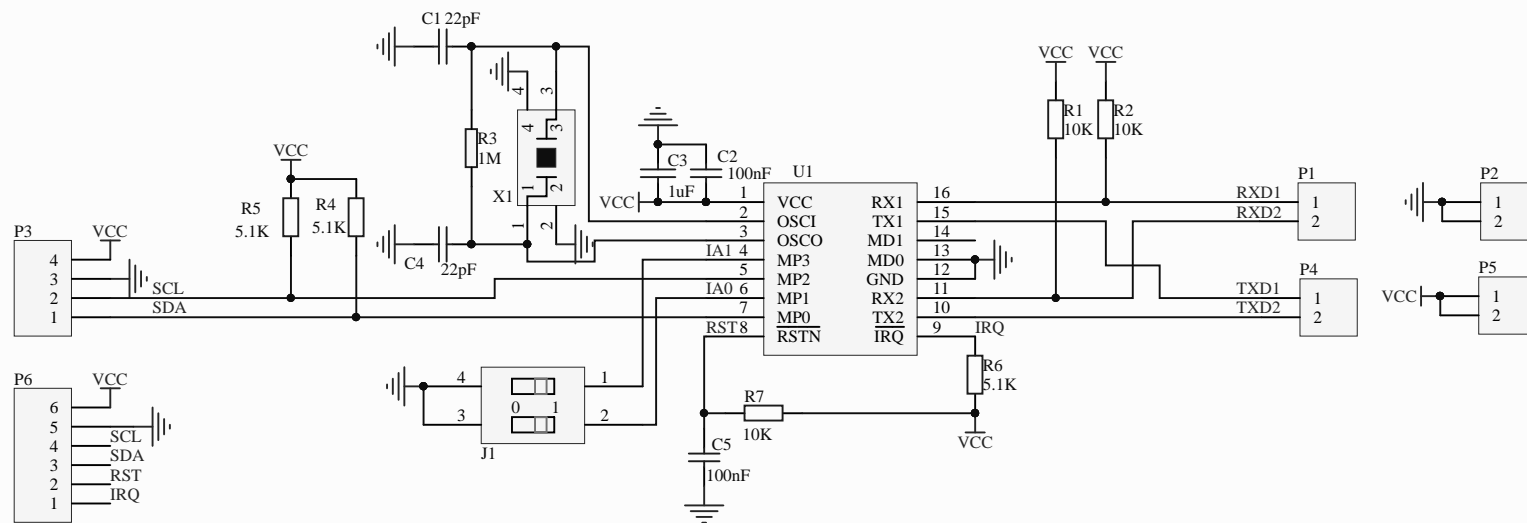 C1 22pF
4
3
4
3
R3
1M
1
2
X1
1
2
C4
22pF
VCC
R5
5.1K
R4
5.1K
P3
VCC
4
3
2
1
SCL
SDA
P6
VCC
6
5
4
3
2
1
SCL
SDA
RST
IRQ
4
3
0
1
1
2
J1
C3
1uF
C2
100nF
VCC
U1
1
VCC
2
OSCI
3
OSCO
IA1 4
MP3
5
MP2
IA0 6
MP1
7
MP0
RST 8
RSTN
RX1
16
TX1
15
MD1
14
MD0
13
GND
12
RX2
11
TX2
10
IRQ
9
IRQ
R7
10K
C5
100nF
R6
5.1K
VCC
VCC
VCC
R1
10K
R2
10K
RXD1
RXD2
P1
1
2
TXD1
TXD2
P4
1
2
P2
1
2
P5
VCC
1
2